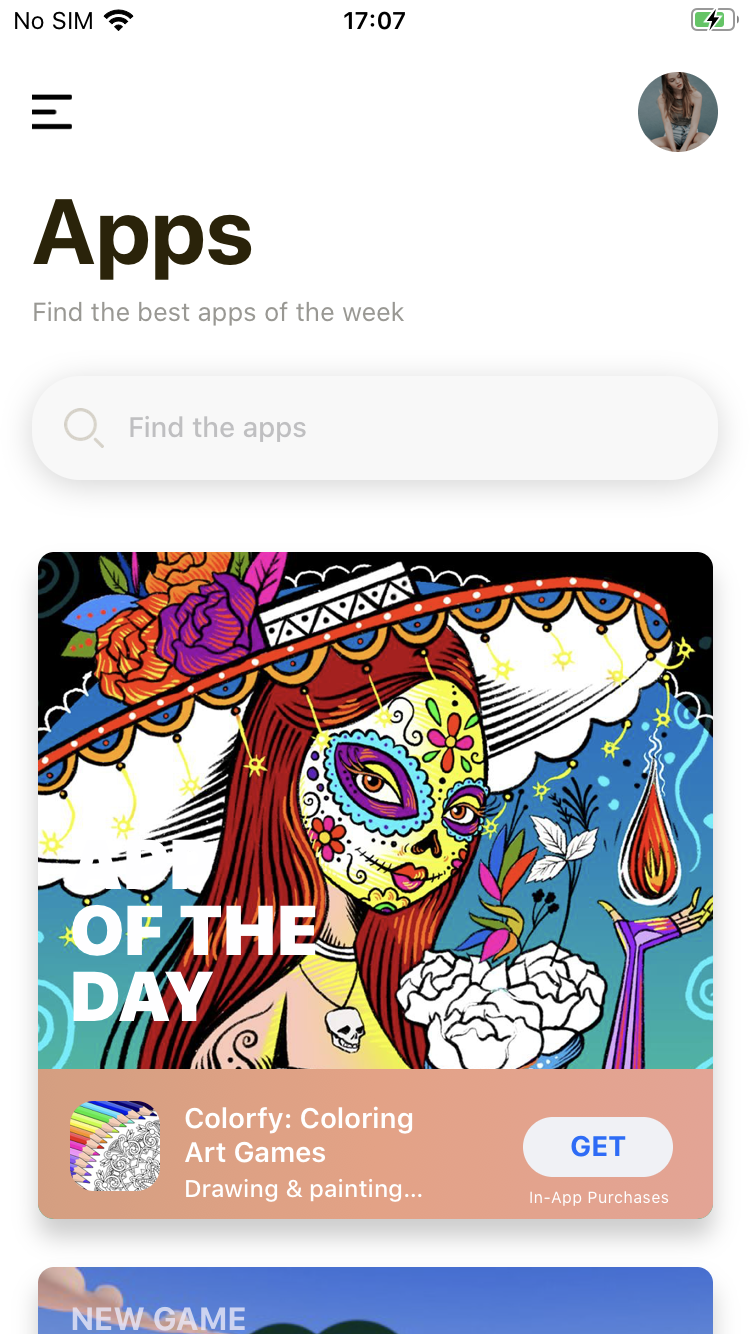 No SIM 17:07
Apps
Find the best apps of the week
Find the apps
APP
OF THE
DAY
Colorfy: Coloring
Art Games
Drawing & painting...
GET
In-App Purchases
NEW GAME